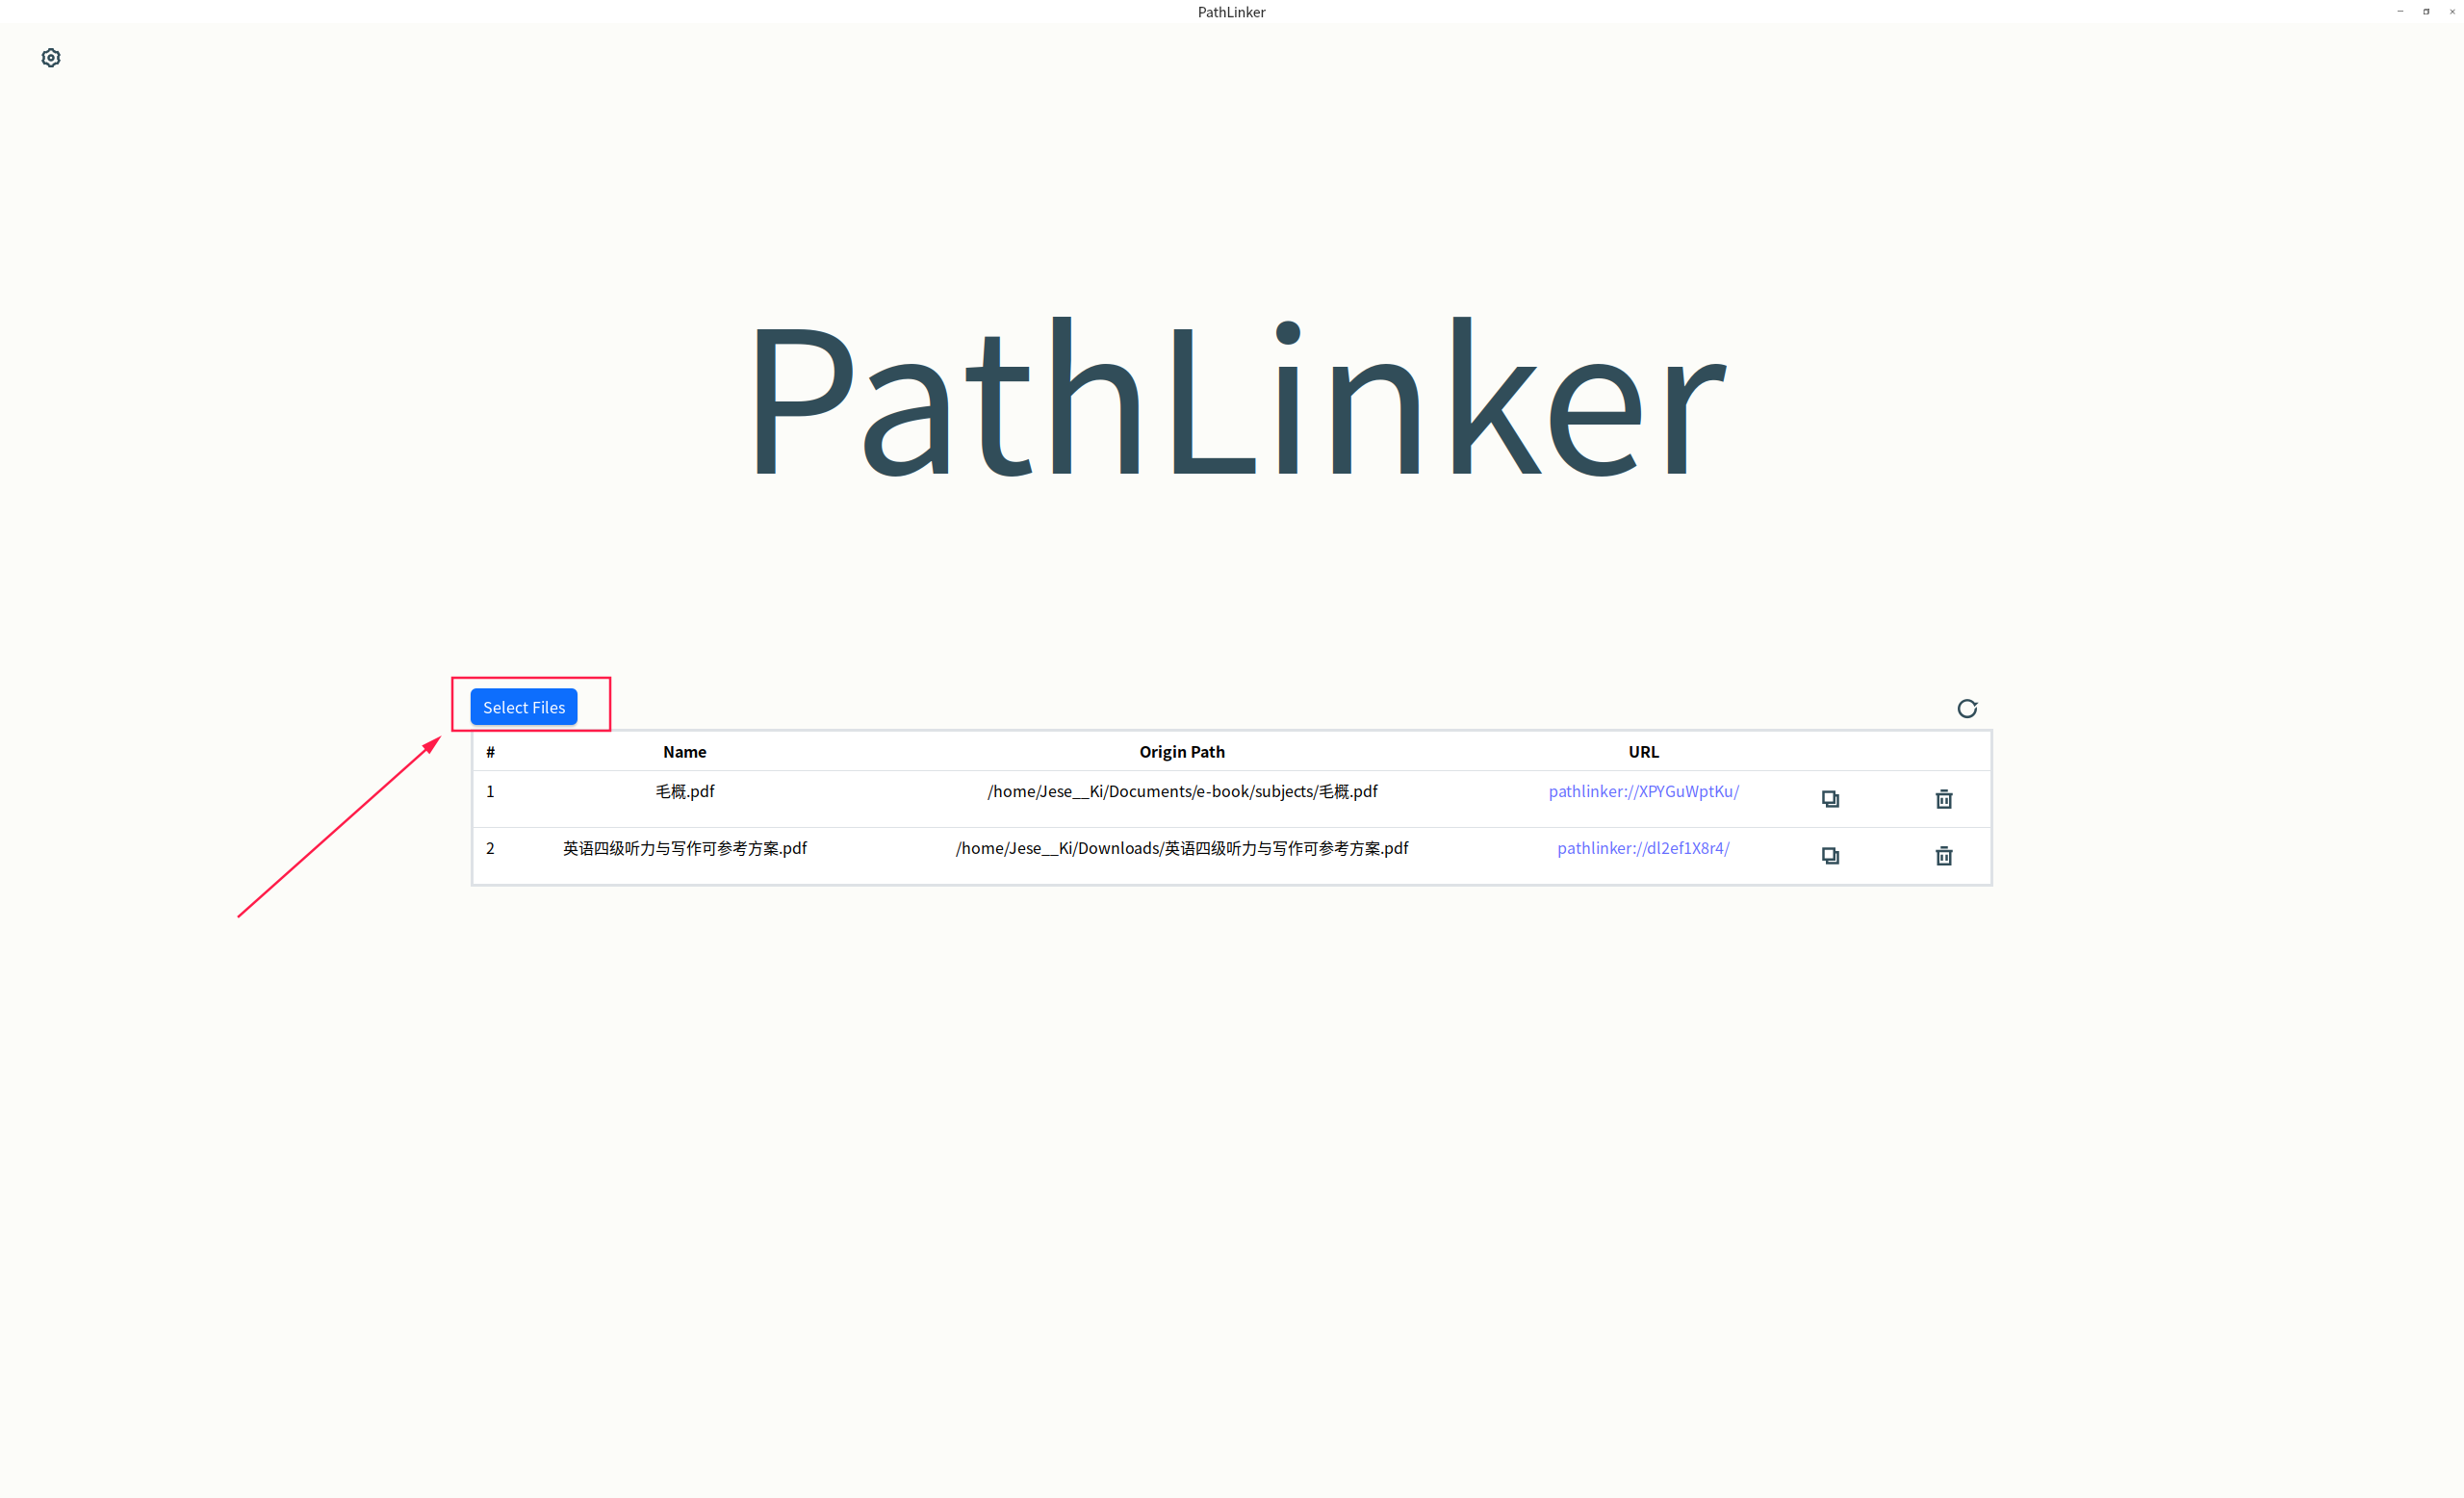 PathLinker
PathLinker
Select Files
# Name Origin Path URL
1 毛概.pdf /home/Jese__Ki/Documents/e-book/subjects/毛概.pdf pathlinker://XPYGuWptKu/
2 英语四级听力与写作可参考方案.pdf /home/Jese__Ki/Downloads/英语四级听力与写作可参考方案.pdf pathlinker://dl2ef1X8r4/